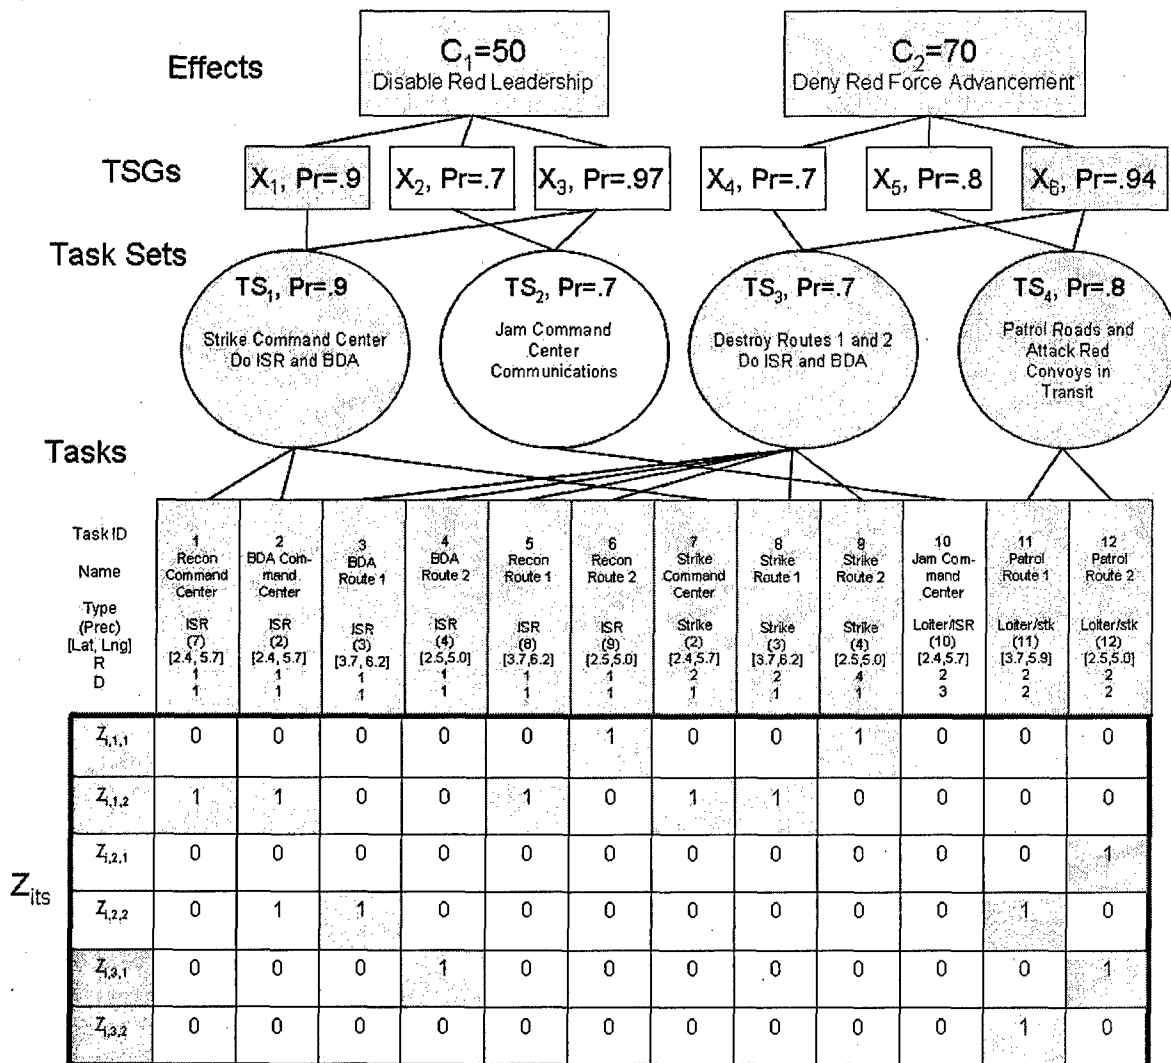 Effects
C₁=50
Disable Red Leadership
C₂=70
Deny Red Force Advancement
TSGs
X₁, Pr=.9
X₂, Pr=.7
X₃, Pr=.97
X₄, Pr=.7
X₅, Pr=.8
X₆, Pr=.94
Task Sets
TS₁, Pr=.9
Strike Command Center
Do ISR and BDA
TS₂, Pr=.7
Jam Command
Center
Communications
TS₃, Pr=.7
Destroy Routes 1 and 2
Do ISR and BDA
TS₄, Pr=.8
Patrol Roads and
Attack Red
Convoys in
Transit
Tasks
Task ID
Name
Type
(Prec)
[Lat, Lng]
R
D
1
Recon
Command
Center
ISR
(7)
[2.4, 5.7]
1
1
2
BDA Com-
mand
Center
ISR
(2)
[2.4, 5.7]
1
1
3
BDA
Route 1
ISR
(3)
[3.7, 6.2]
1
1
4
BDA
Route 2
ISR
(4)
[2.5,5.0]
1
1
5
Recon
Route 1
ISR
(8)
[3.7,6.2]
1
1
6
Recon
Route 2
ISR
(9)
[2.5,5.0]
1
1
7
Strike
Command
Center
Strike
(2)
[2.4,5.7]
2
1
8
Strike
Route 1
Strike
(3)
[3.7,6.2]
2
1
9
Strike
Route 2
Strike
(4)
[2.5,5.0]
4
1
10
Jam Com-
mand
Center
Loiter/ISR
(10)
[2.4,5.7]
2
3
11
Patrol
Route 1
Loiter/stk
(11)
[3.7,5.9]
2
2
12
Patrol
Route 2
Loiter/stk
(12)
[2.5,5.0]
2
2
Zits
Zi,1,1 0 0 0 0 0 1 0 0 1 0 0 0
Zi,1,2 1 1 0 0 1 0 1 1 0 0 0 0
Zi,2,1 0 0 0 0 0 0 0 0 0 0 0 1
Zi,2,2 0 1 1 0 0 0 0 0 0 0 1 0
Zi,3,1 0 0 0 1 0 0 0 0 0 0 0 1
Zi,3,2 0 0 0 0 0 0 0 0 0 0 1 0